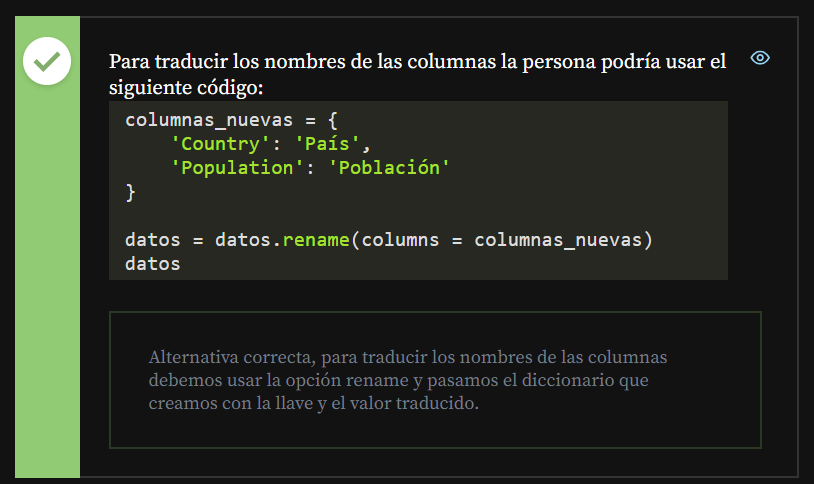 Para traducir los nombres de las columnas la persona podría usar el
siguiente código:
columnas_nuevas = {
    'Country': 'País',
    'Population': 'Población'
}
datos = datos.rename(columns = columnas_nuevas)
datos
Alternativa correcta, para traducir los nombres de las columnas
debemos usar la opción rename y pasamos el diccionario que
creamos con la llave y el valor traducido.